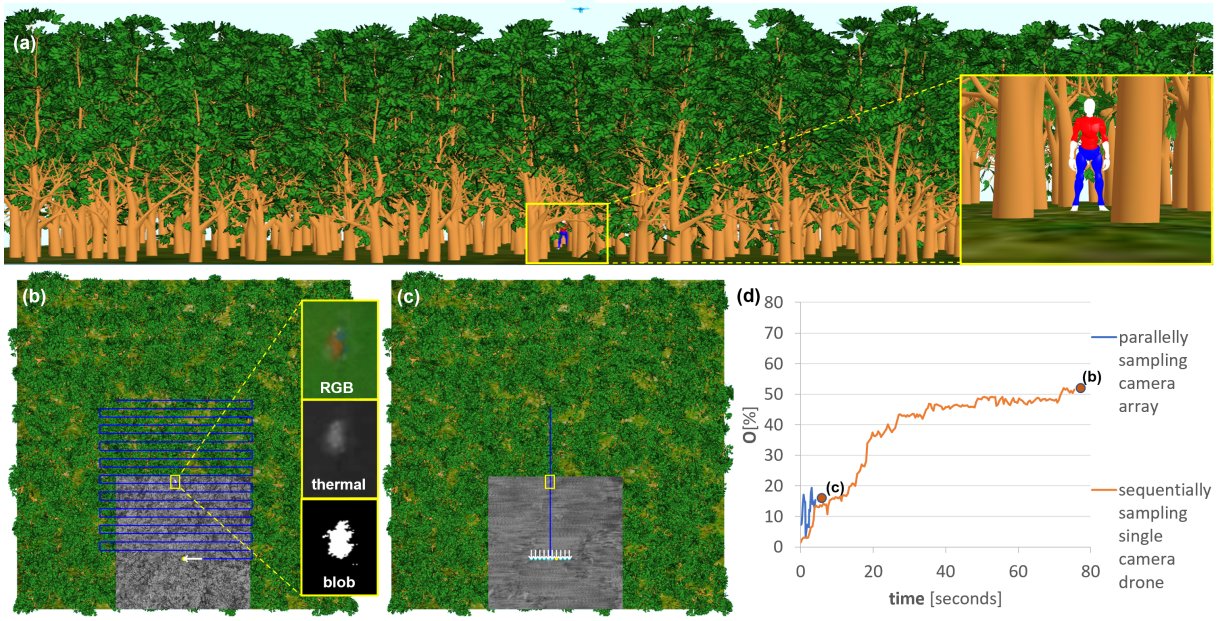 (a)
(b)
RGB
thermal
blob
(c)
(d)
80
70
60
50
40
30
20
10
0
O[%]
(b)
(c)
0
20
40
60
80
time [seconds]
parallelly
sampling
camera
array
sequentially
sampling
single
camera
drone